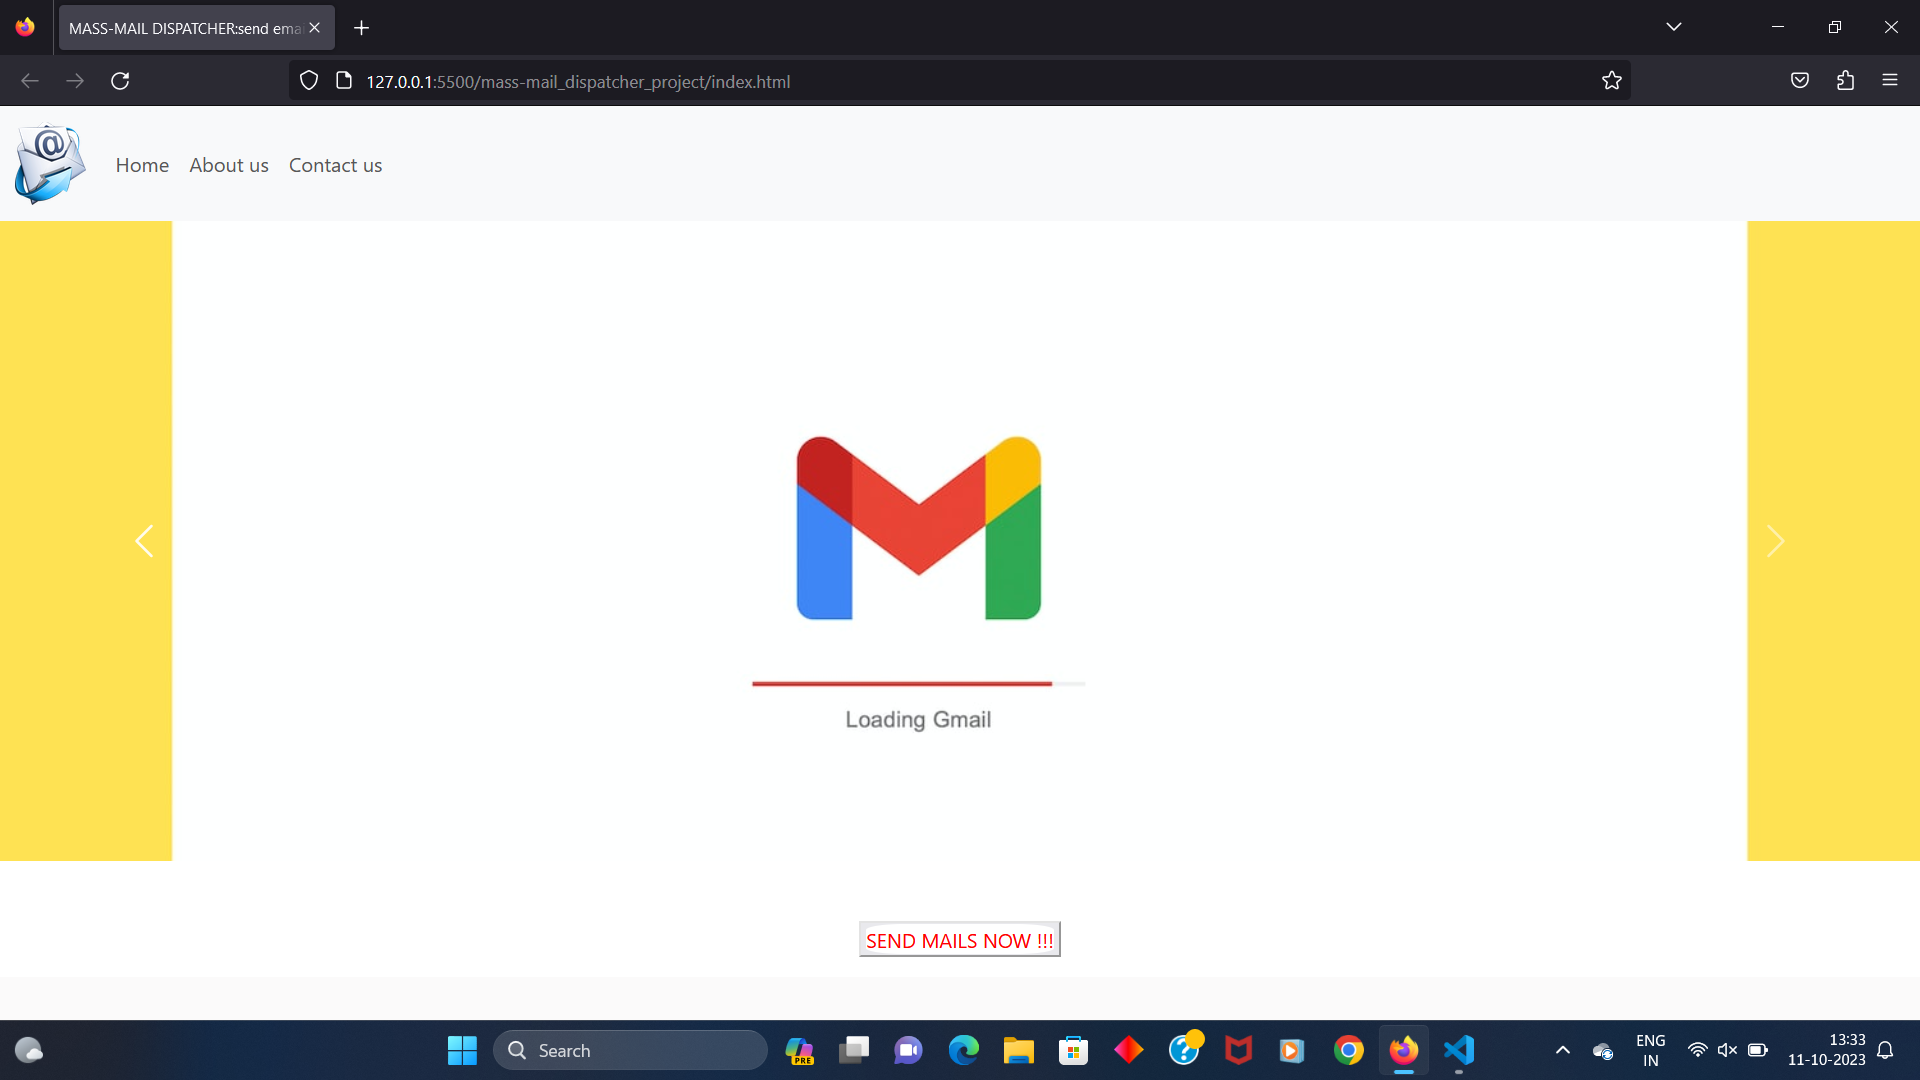 MASS-MAIL DISPATCHER:send emai
127.0.0.1:5500/mass-mail_dispatcher_project/index.html
@
Home About us Contact us
Loading Gmail
SEND MAILS NOW !!!
Search
PRE
?
ENG
IN
13:33
11-10-2023